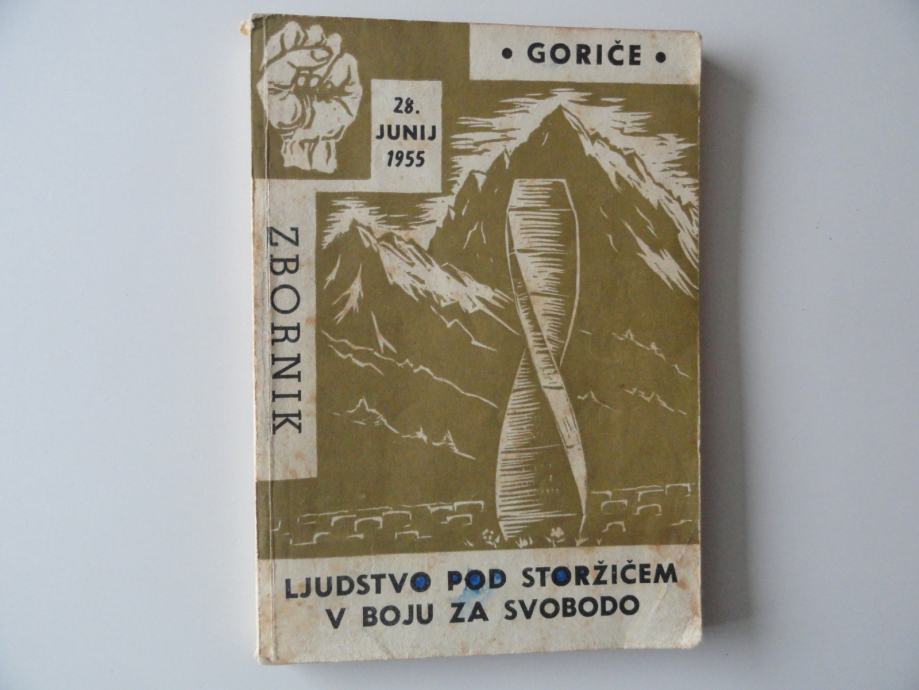 • GORIČE •
28.
JUNIJ
1955
ZBORNIK
LJUDSTVO POD STORŽIČEM
V BOJU ZA SVOBODO